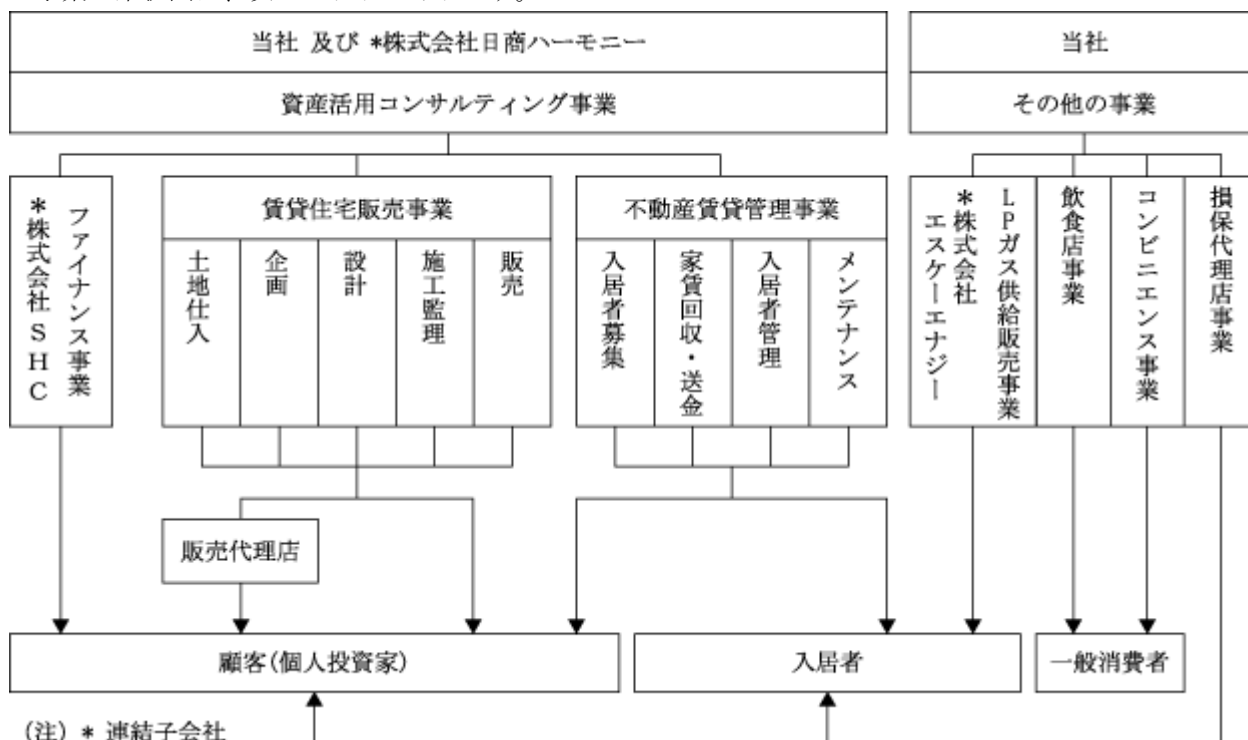 当社 及び *株式会社日商ハーモニー
当社
資産活用コンサルティング事業
その他の事業
ファイナンス事業
*株式会社SHC
賃貸住宅販売事業
土地仕入
企画
設計
施工監理
販売
不動産賃貸管理事業
入居者募集
家賃回収・送金
入居者管理
メンテナンス
LPガス供給販売事業
*株式会社
エスケーエナジー
飲食店事業
コンビニエンス事業
損保代理店事業
販売代理店
顧客(個人投資家)
入居者
一般消費者
(注) * 連結子会社